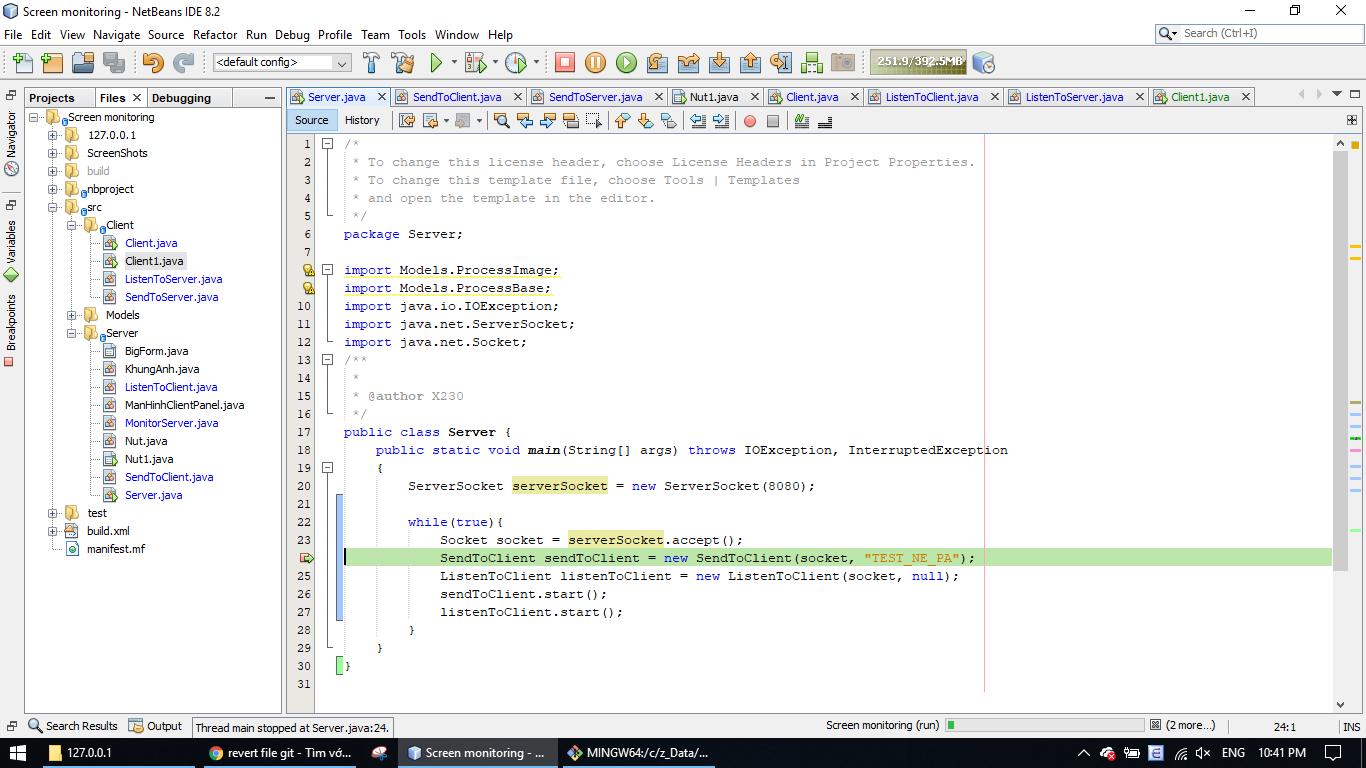 Screen monitoring - NetBeans IDE 8.2
File Edit View Navigate Source Refactor Run Debug Profile Team Tools Window Help
Search (Ctrl+I)
<default config>
251.9/392.5MB
Projects Files Debugging
Server.java SendToClient.java SendToServer.java Nut1.java Client.java ListenToClient.java ListenToServer.java Client1.java
Source History
Navigator
Variables
Breakpoints
Screen monitoring
127.0.0.1
ScreenShots
build
nbproject
src
Client
Client.java
Client1.java
ListenToServer.java
SendToServer.java
Models
Server
BigForm.java
KhungAnh.java
ListenToClient.java
ManHinhClientPanel.java
MonitorServer.java
Nut.java
Nut1.java
SendToClient.java
Server.java
test
build.xml
manifest.mf
1 /*
2 * To change this license header, choose License Headers in Project Properties.
3 * To change this template file, choose Tools | Templates
4 * and open the template in the editor.
5 */
6 package Server;
7
import Models.ProcessImage;
import Models.ProcessBase;
10 import java.io.IOException;
11 import java.net.ServerSocket;
12 import java.net.Socket;
13 /**
14 *
15 * @author X230
16 */
17 public class Server {
18 public static void main(String[] args) throws IOException, InterruptedException
19 {
20 ServerSocket serverSocket = new ServerSocket(8080);
21
22 while(true){
23 Socket socket = serverSocket.accept();
SendToClient sendToClient = new SendToClient(socket, "TEST_NE_PA");
25 ListenToClient listenToClient = new ListenToClient(socket, null);
26 sendToClient.start();
27 listenToClient.start();
28 }
29 }
30 }
31
Search Results Output Thread main stopped at Server.java:24. Screen monitoring (run) (2 more...) 24:1 INS
127.0.0.1 revert file git - Tìm vớ... Screen monitoring - ... MINGW64:/c/z_Data/... ENG 10:41 PM